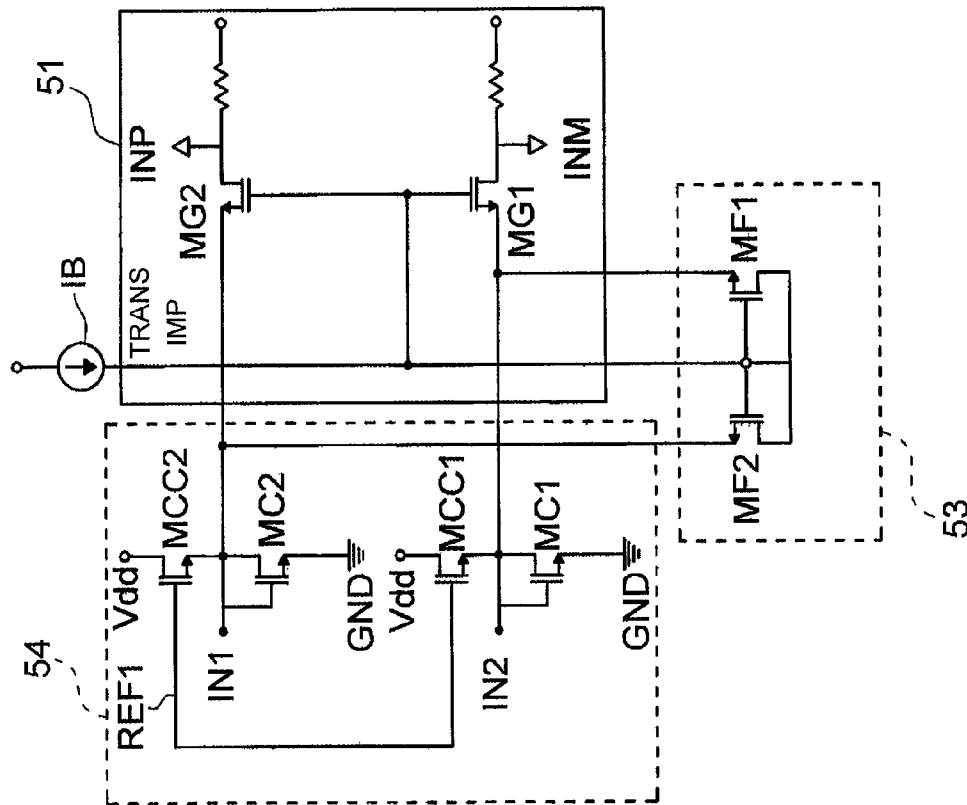 51
IB
TRANS
IMP
INP
MG2
INM
MG1
54
REF1
Vdd
MCC2
MC2
IN1
GND
Vdd
MCC1
MC1
IN2
GND
MF1
MF2
53